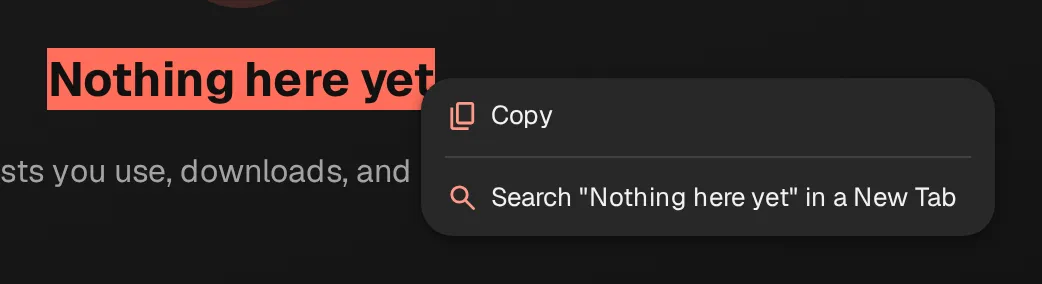 Nothing here yet
Copy
sts you use, downloads, and
Search "Nothing here yet" in a New Tab